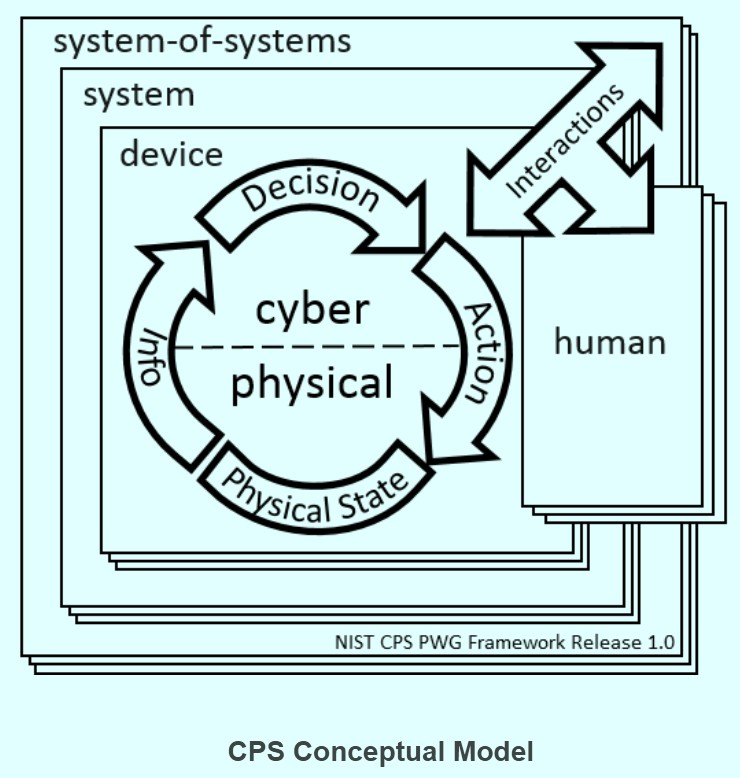 system-of-systems
system
Interactions
device
Decision
Info
cyber
physical
Action
human
Physical State
NIST CPS PWG Framework Release 1.0
CPS Conceptual Model